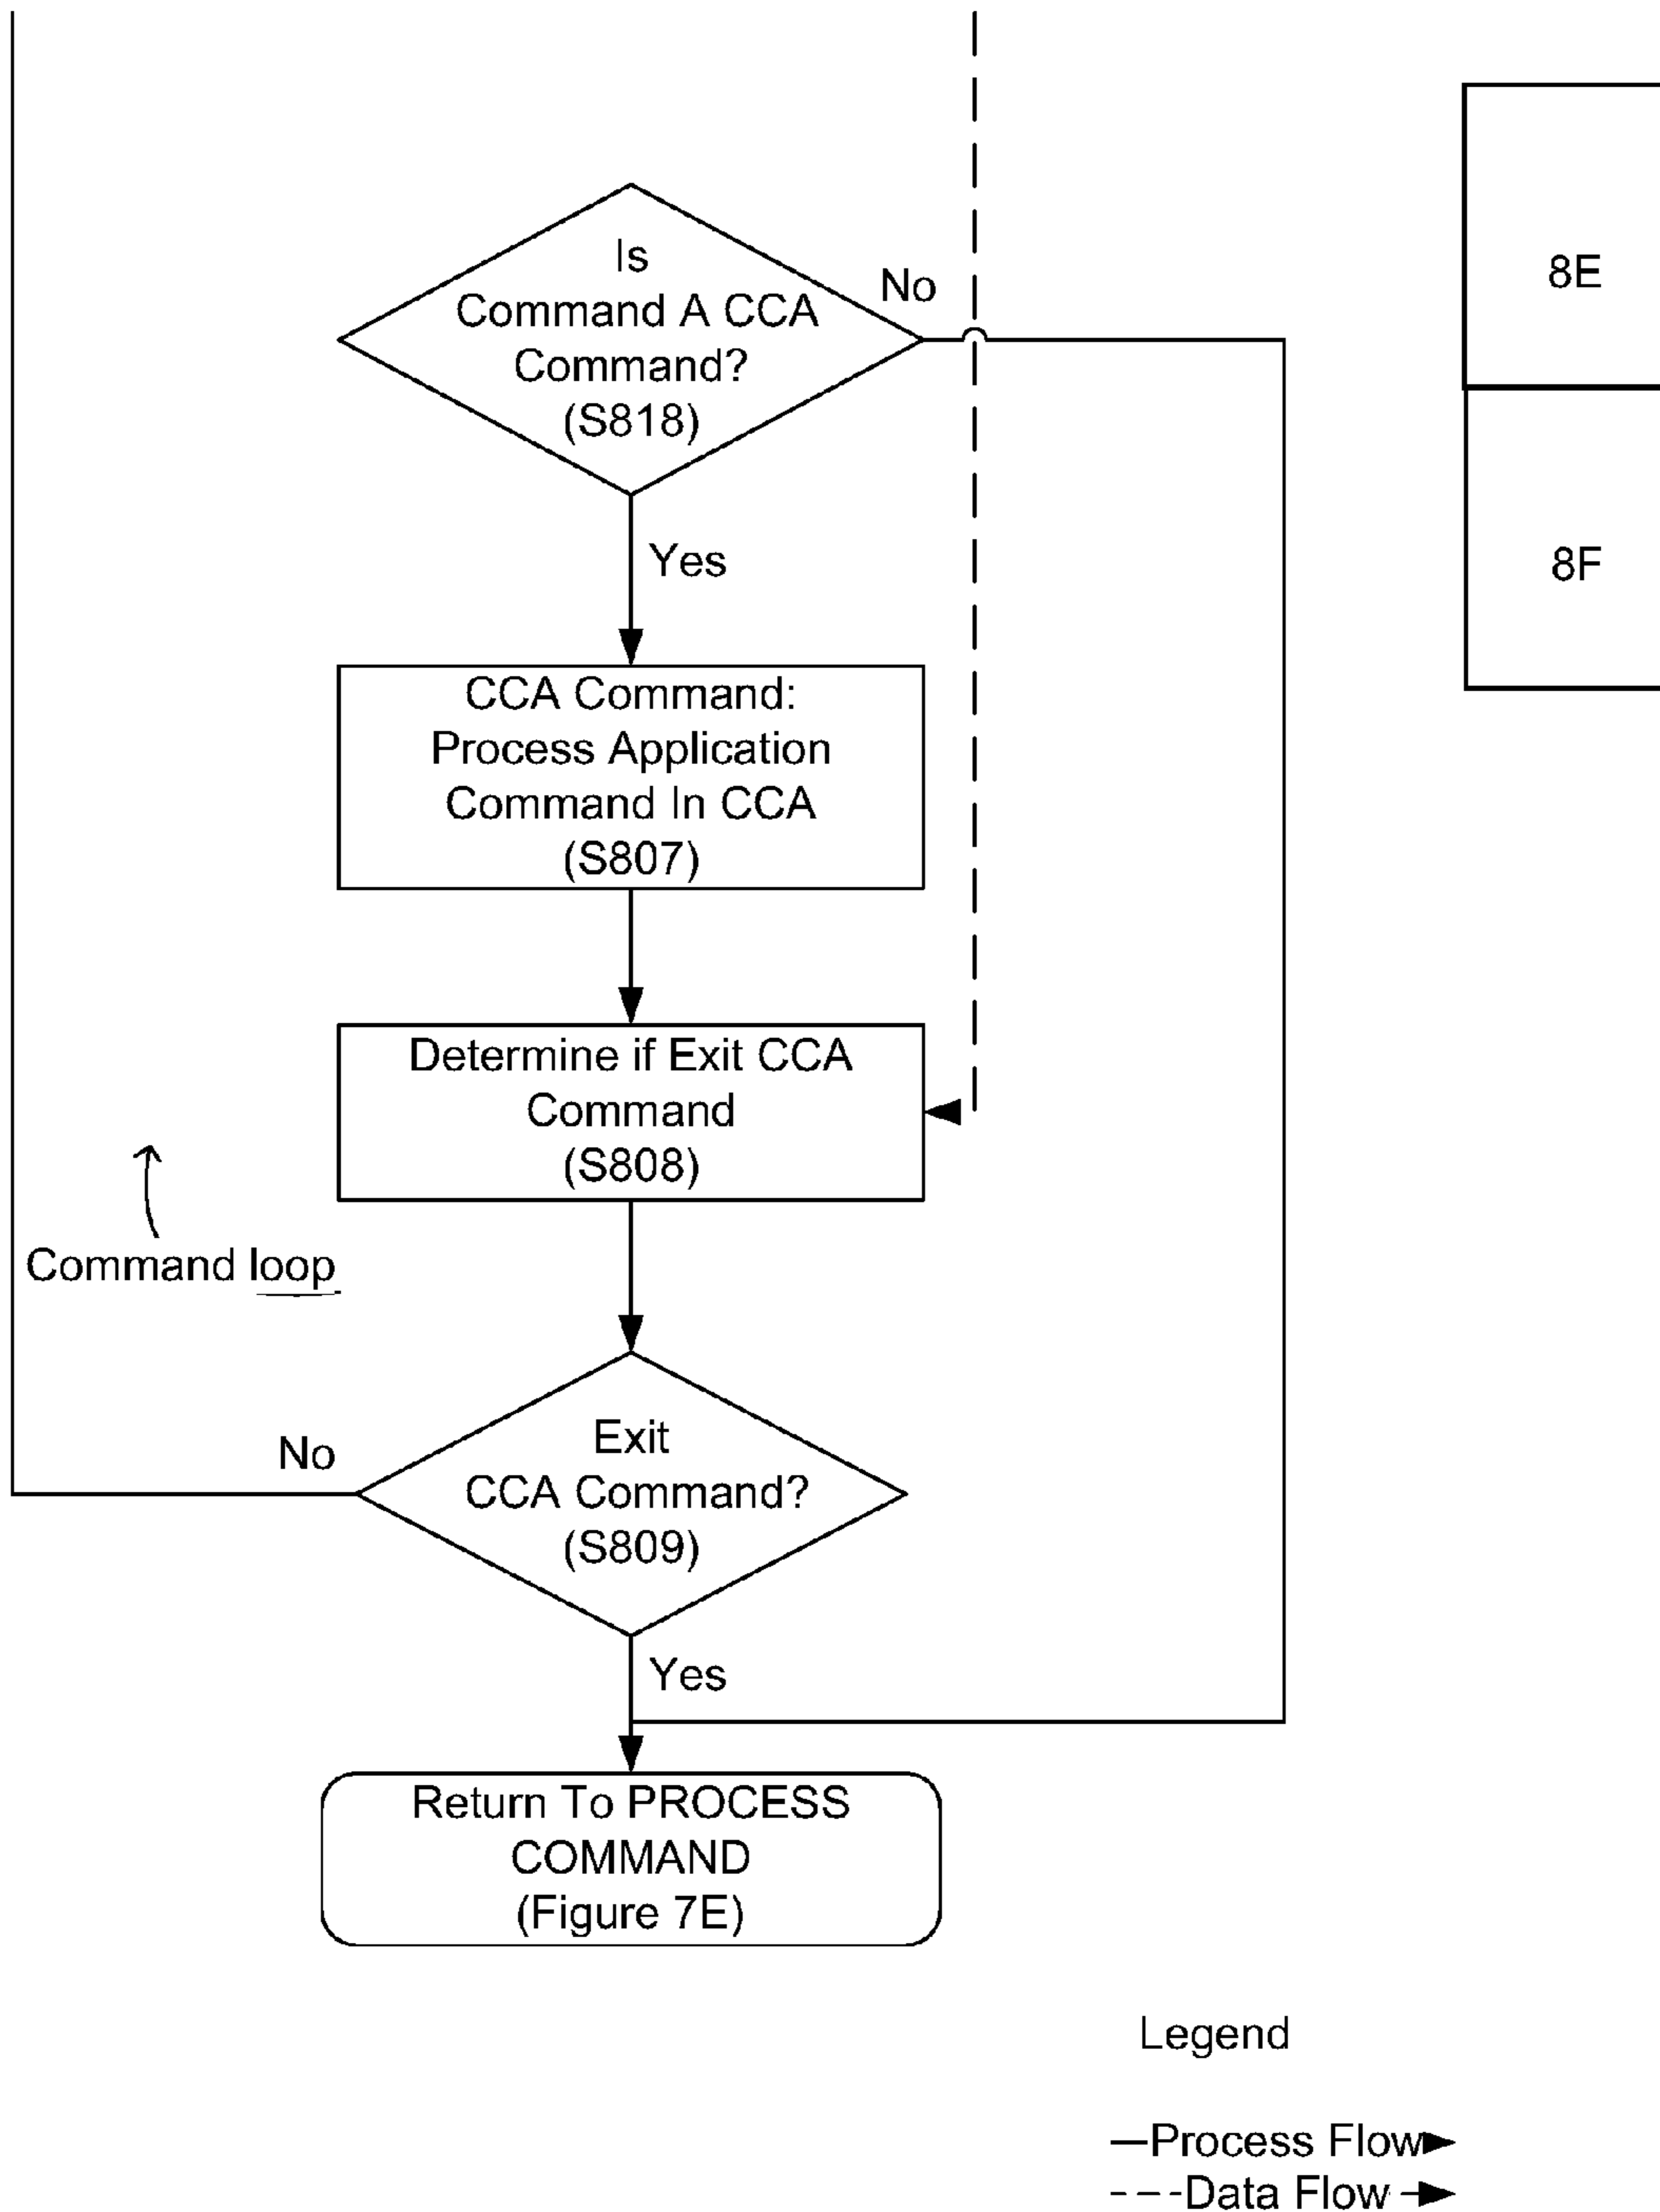 Is
Command A CCA
Command?
(S818)
No
8E
8F
Yes
CCA Command:
Process Application
Command In CCA
(S807)
Determine if Exit CCA
Command
(S808)
Command loop
No
Exit
CCA Command?
(S809)
Yes
Return To PROCESS
COMMAND
(Figure 7E)
Legend
Process Flow
Data Flow